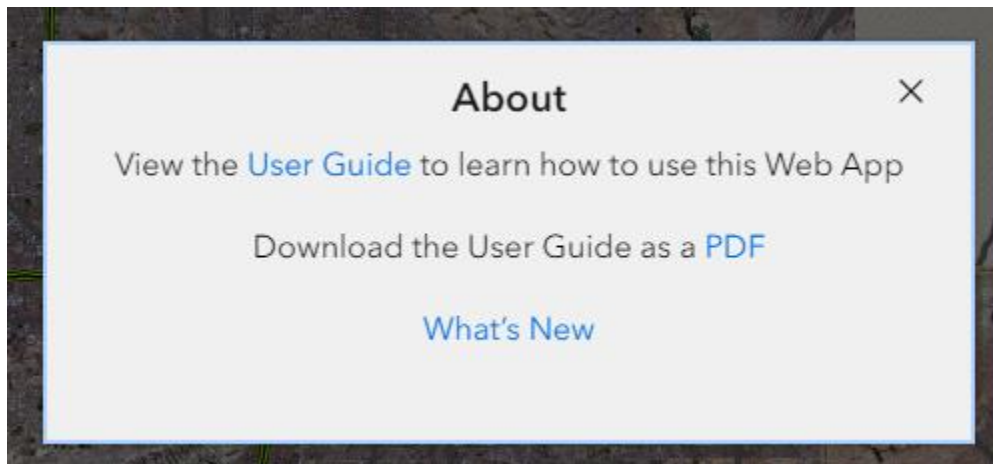 About
View the User Guide to learn how to use this Web App
Download the User Guide as a PDF
What's New